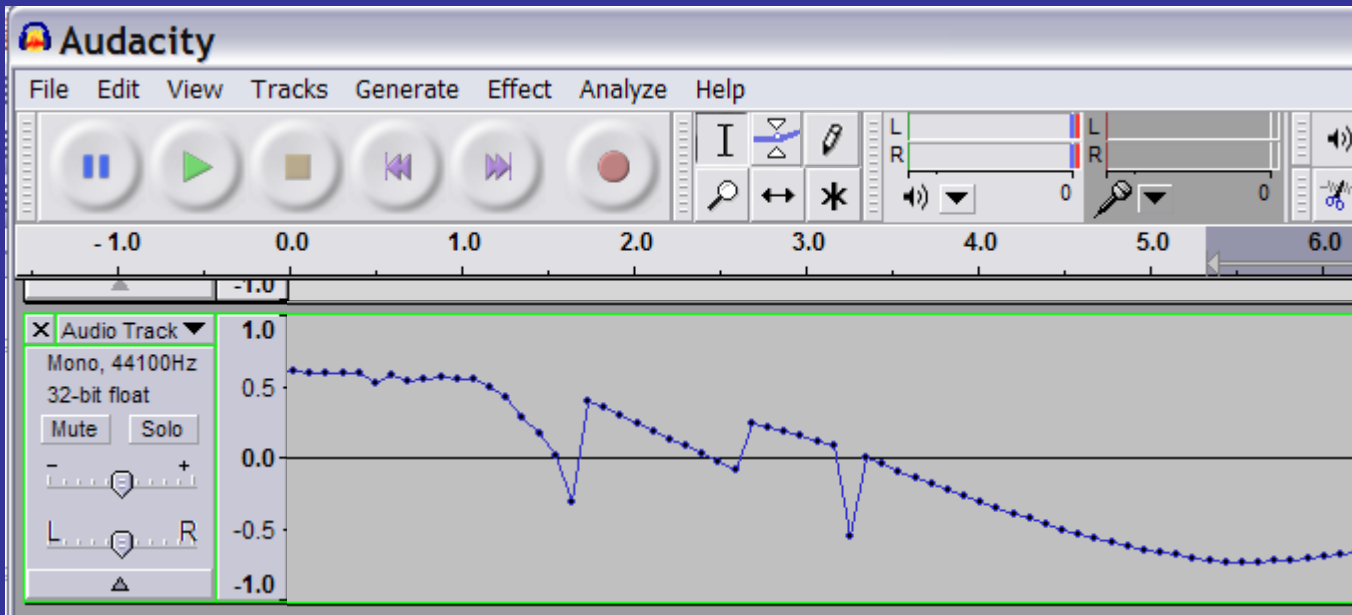 Audacity
File Edit View Tracks Generate Effect Analyze Help
L L
R R
0 0
- 1.0 0.0 1.0 2.0 3.0 4.0 5.0 6.0
-1.0
X Audio Track 1.0
Mono, 44100Hz
32-bit float 0.5
Mute Solo
- + 0.0
L R -0.5
-1.0